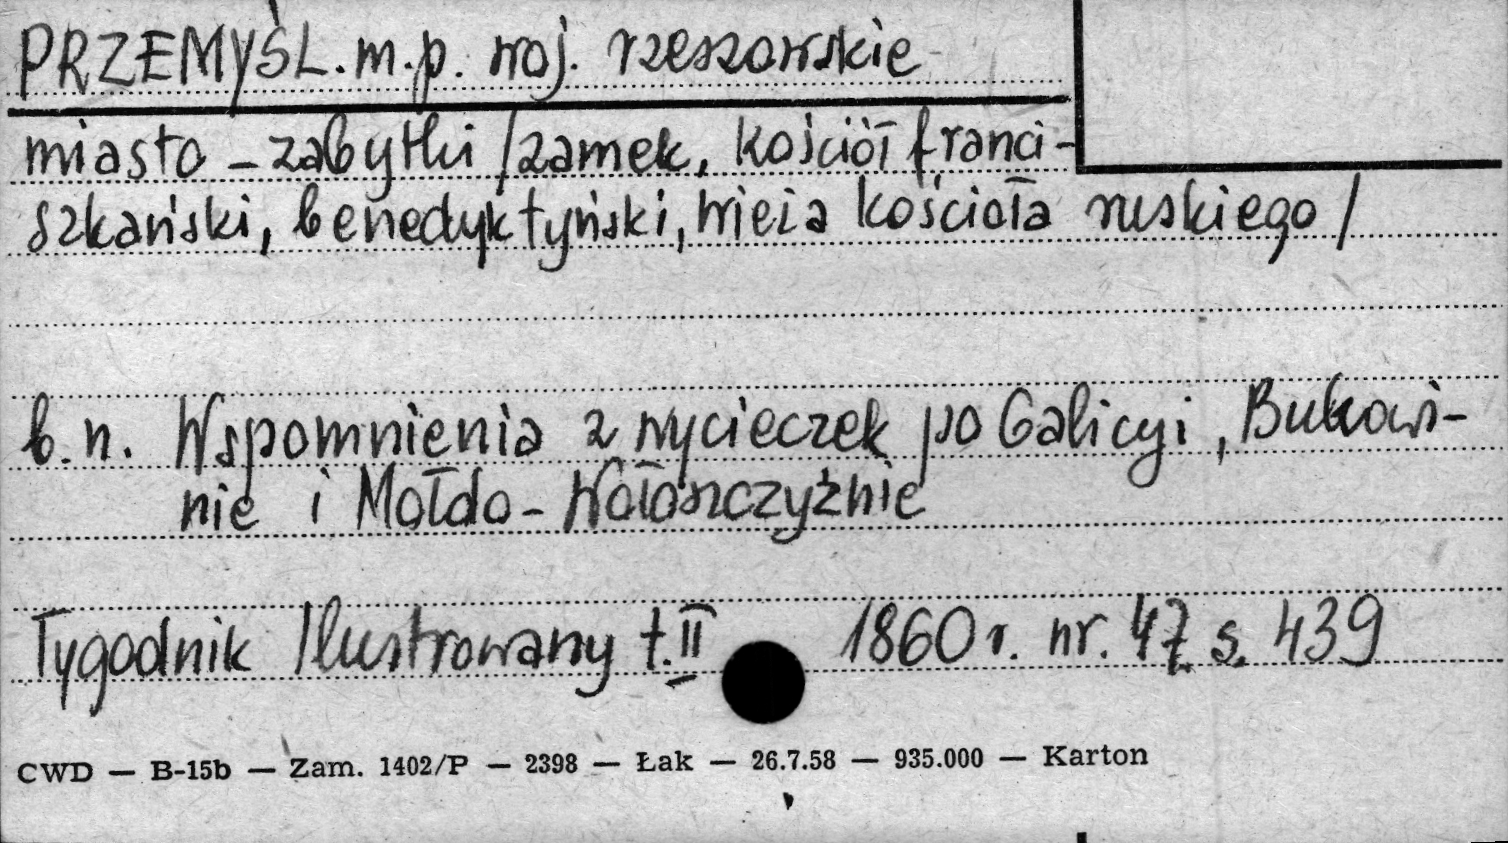 PRZEMYŚL. m.p. woj. rzeszowskie
miasto - zabytki /zamek, kościół franci-
szkański, benedyktyński, wieża kościoła ruskiego/
b.n. Wspomnienia z wycieczek po Galicyi, Bukowi-
nie i Mołdo-Wołoszczyźnie
Tygodnik Ilustrowany t.II 1860 r. nr. 47 s. 439
CWD — B-15b — Zam. 1402/P — 2398 — Łak — 26.7.58 — 935.000 — Karton